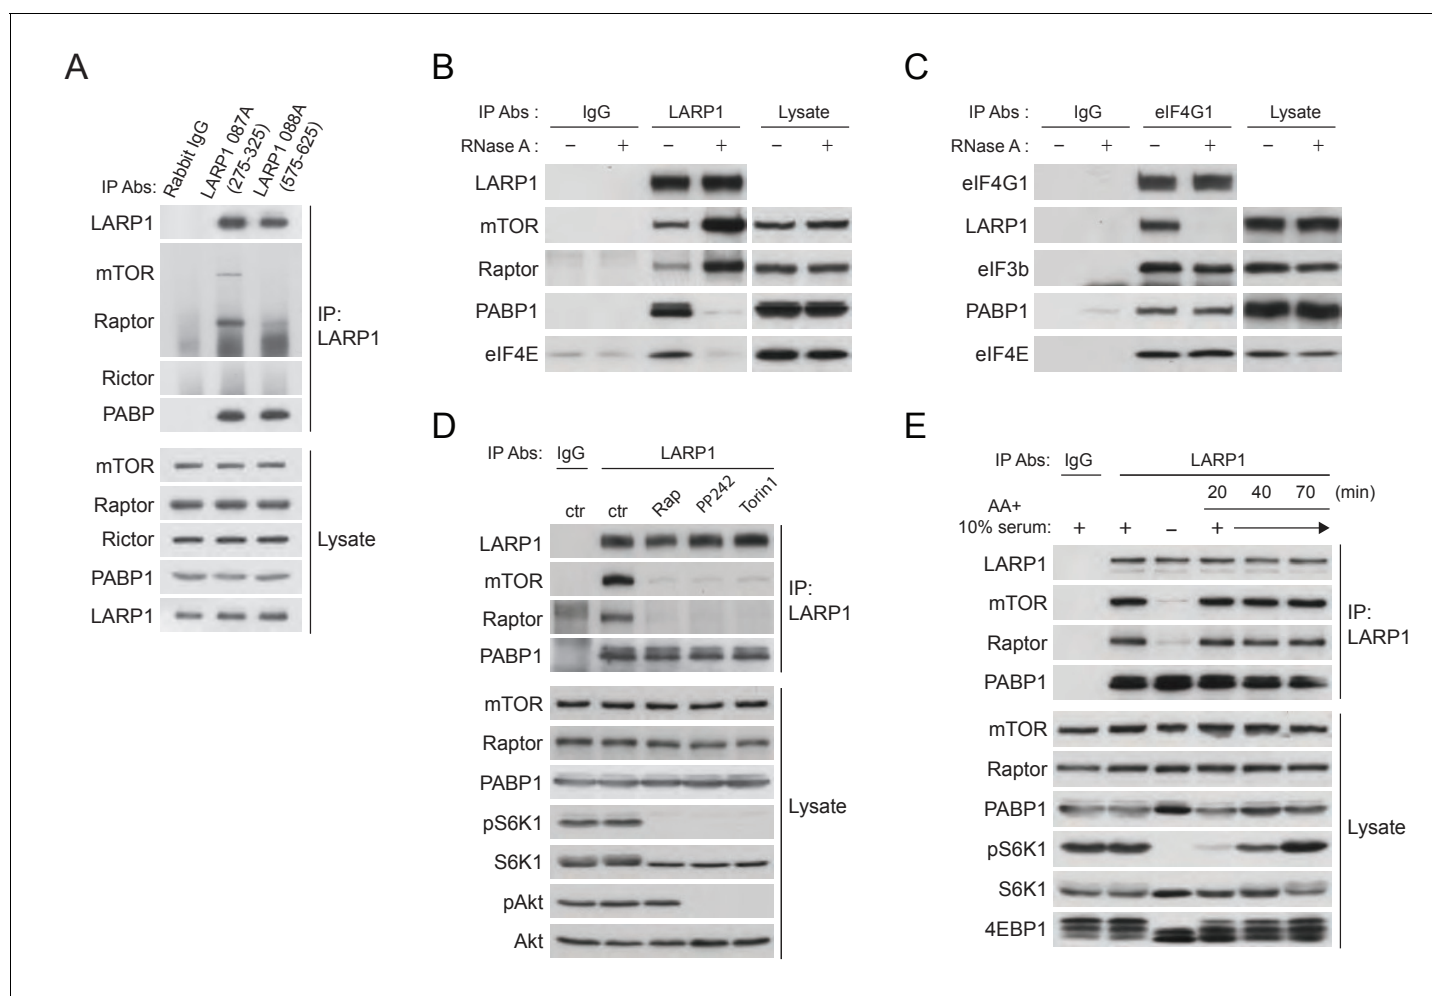 A
IP Abs:
Rabbit IgG
LARP1 087A
(275-325)
LARP1 088A
(575-625)
LARP1
mTOR
Raptor
Rictor
PABP
IP:
LARP1
mTOR
Raptor
Rictor
PABP1
LARP1
Lysate
B
IP Abs : IgG LARP1 Lysate
RNase A : – + – + – +
LARP1
mTOR
Raptor
PABP1
eIF4E
C
IP Abs : IgG eIF4G1 Lysate
RNase A : – + – + – +
eIF4G1
LARP1
eIF3b
PABP1
eIF4E
D
IP Abs: IgG LARP1
ctr ctr Rap PP242 Torin1
LARP1
mTOR
Raptor
PABP1
IP:
LARP1
mTOR
Raptor
PABP1
pS6K1
S6K1
pAkt
Akt
Lysate
E
IP Abs: IgG LARP1
20 40 70 (min)
AA+
10% serum: + + – +
LARP1
mTOR
Raptor
PABP1
IP:
LARP1
mTOR
Raptor
PABP1
pS6K1
S6K1
4EBP1
Lysate